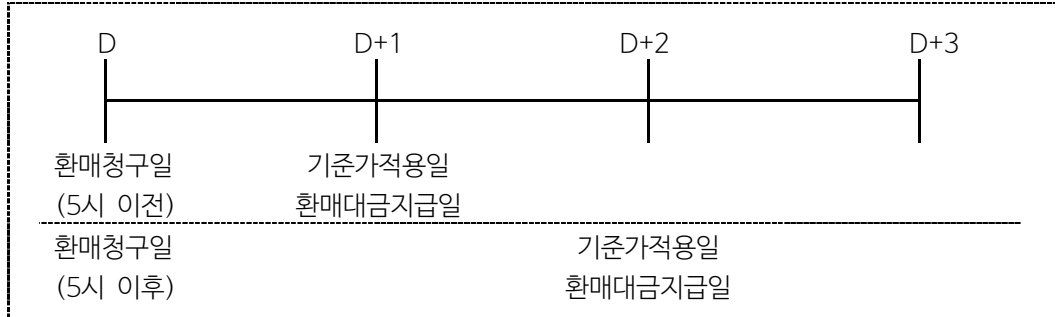 D D+1 D+2 D+3
환매청구일 기준가적용일
(5시 이전) 환매대금지급일
환매청구일 기준가적용일
(5시 이후) 환매대금지급일